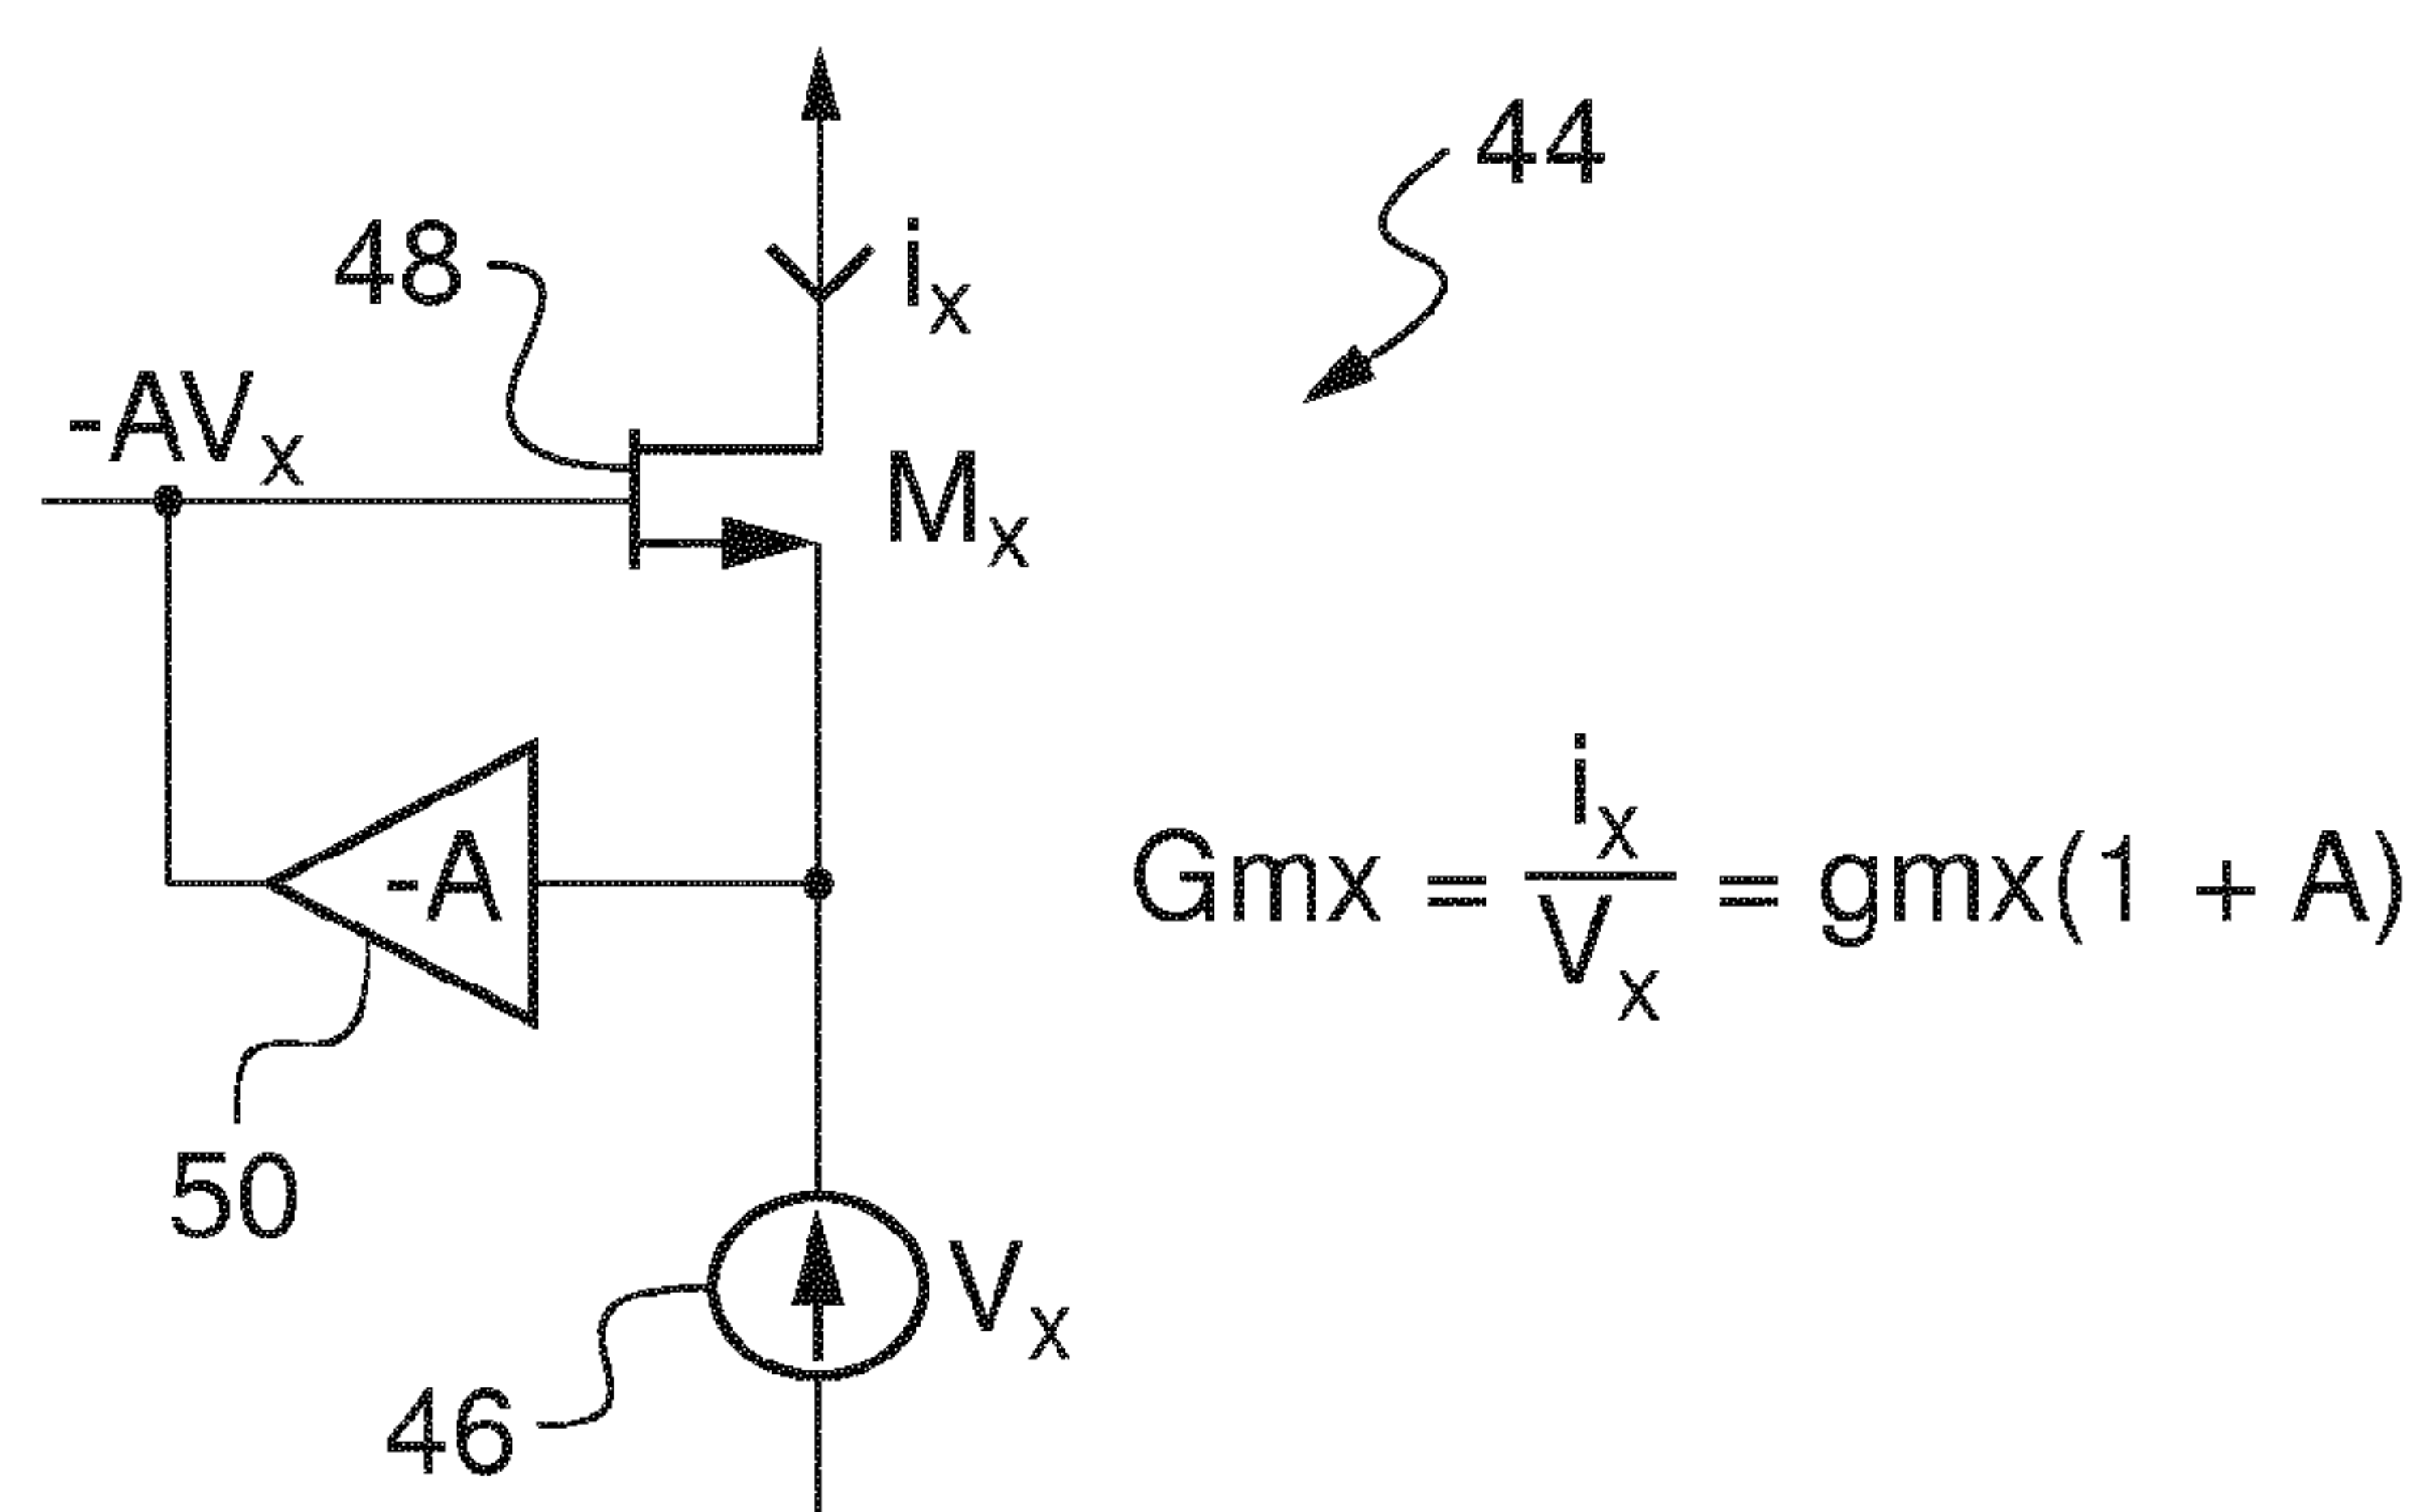 44
48
iₓ
-AVₓ
Mₓ
-A
Gmx = iₓ/Vₓ = gmx(1 + A)
50
Vₓ
46